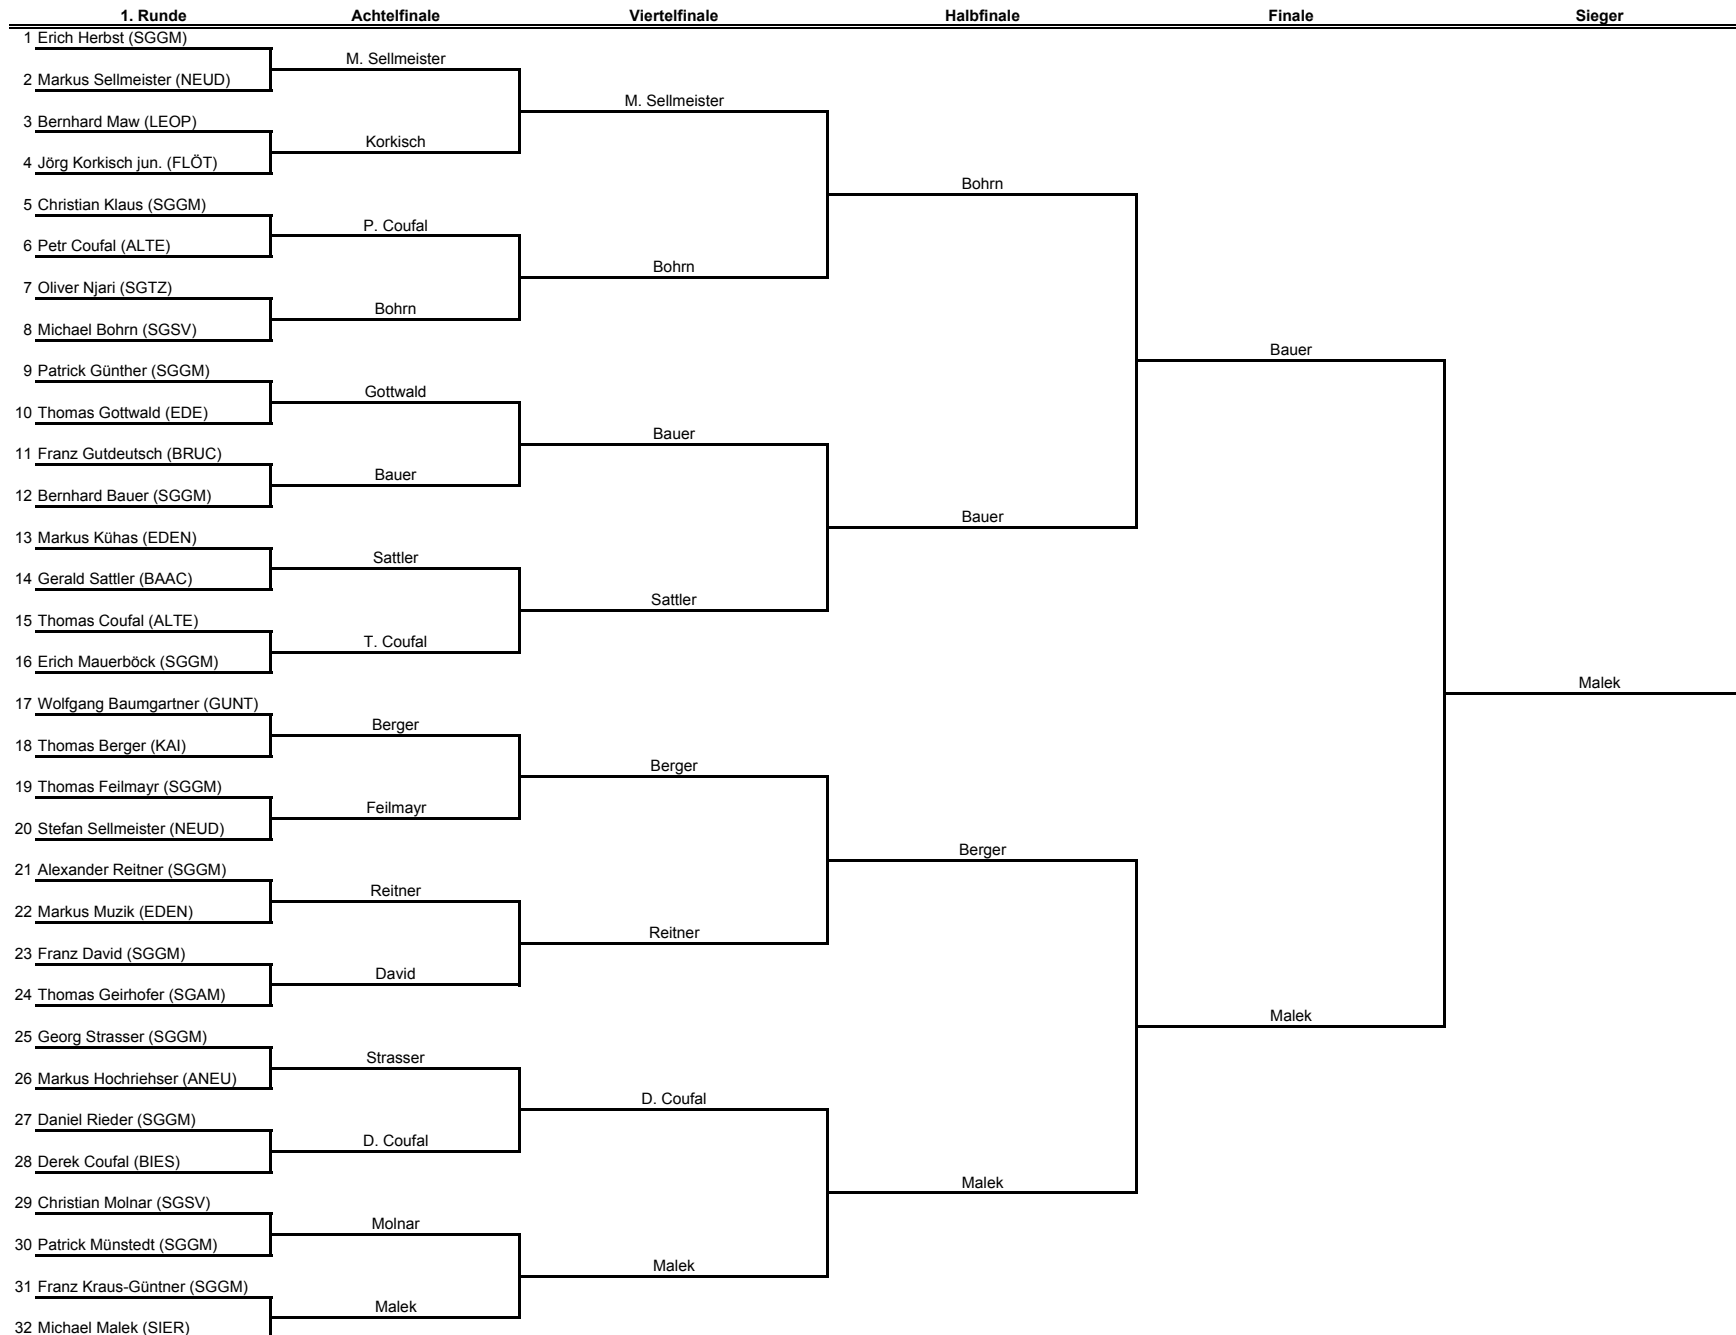 1. Runde Achtelfinale Viertelfinale Halbfinale Finale Sieger
1 Erich Herbst (SGGM)
M. Sellmeister
2 Markus Sellmeister (NEUD)
M. Sellmeister
3 Bernhard Maw (LEOP)
Korkisch
4 Jörg Korkisch jun. (FLÖT)
Bohrn
5 Christian Klaus (SGGM)
P. Coufal
6 Petr Coufal (ALTE)
Bohrn
7 Oliver Njari (SGTZ)
Bohrn
8 Michael Bohrn (SGSV)
Bauer
9 Patrick Günther (SGGM)
Gottwald
10 Thomas Gottwald (EDE)
Bauer
11 Franz Gutdeutsch (BRUC)
Bauer
12 Bernhard Bauer (SGGM)
Bauer
13 Markus Kühas (EDEN)
Sattler
14 Gerald Sattler (BAAC)
Sattler
15 Thomas Coufal (ALTE)
T. Coufal
16 Erich Mauerböck (SGGM)
Malek
17 Wolfgang Baumgartner (GUNT)
Berger
18 Thomas Berger (KAI)
Berger
19 Thomas Feilmayr (SGGM)
Feilmayr
20 Stefan Sellmeister (NEUD)
Berger
21 Alexander Reitner (SGGM)
Reitner
22 Markus Muzik (EDEN)
Reitner
23 Franz David (SGGM)
David
24 Thomas Geirhofer (SGAM)
Malek
25 Georg Strasser (SGGM)
Strasser
26 Markus Hochriehser (ANEU)
D. Coufal
27 Daniel Rieder (SGGM)
D. Coufal
28 Derek Coufal (BIES)
Malek
29 Christian Molnar (SGSV)
Molnar
30 Patrick Münstedt (SGGM)
Malek
31 Franz Kraus-Güntner (SGGM)
Malek
32 Michael Malek (SIER)